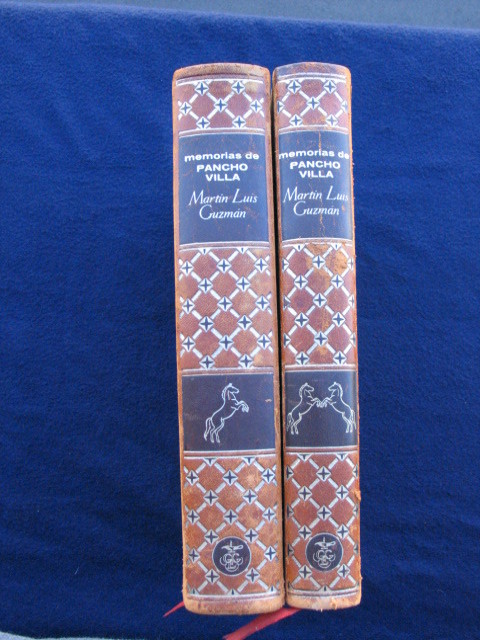 memorias de
PANCHO
VILLA
Martín Luis
Guzmán
memorias de
PANCHO
VILLA
Martín Luis
Guzmán